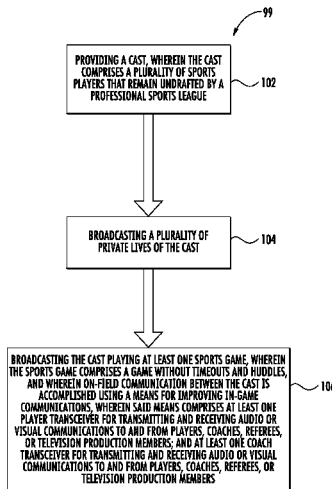 99
PROVIDING A CAST, WHEREIN THE CAST
COMPRISES A PLURALITY OF SPORTS
PLAYERS THAT REMAIN UNDRAFTED BY A
PROFESSIONAL SPORTS LEAGUE
102
BROADCASTING A PLURALITY OF
PRIVATE LIVES OF THE CAST
104
BROADCASTING THE CAST PLAYING AT LEAST ONE SPORTS GAME, WHEREIN
THE SPORTS GAME COMPRISES A GAME WITHOUT TIMEOUTS AND HUDDLES,
AND WHEREIN ON-FIELD COMMUNICATION BETWEEN THE CAST IS
ACCOMPLISHED USING A MEANS FOR IMPROVING IN-GAME
COMMUNICATIONS, WHEREIN SAID MEANS COMPRISES AT LEAST ONE
PLAYER TRANSCEIVER FOR TRANSMITTING AND RECEIVING AUDIO OR
VISUAL COMMUNICATIONS TO AND FROM PLAYERS, COACHES, REFEREES,
OR TELEVISION PRODUCTION MEMBERS; AND AT LEAST ONE COACH
TRANSCEIVER FOR TRANSMITTING AND RECEIVING AUDIO OR VISUAL
COMMUNICATIONS TO AND FROM PLAYERS, COACHES, REFEREES, OR
TELEVISION PRODUCTION MEMBERS